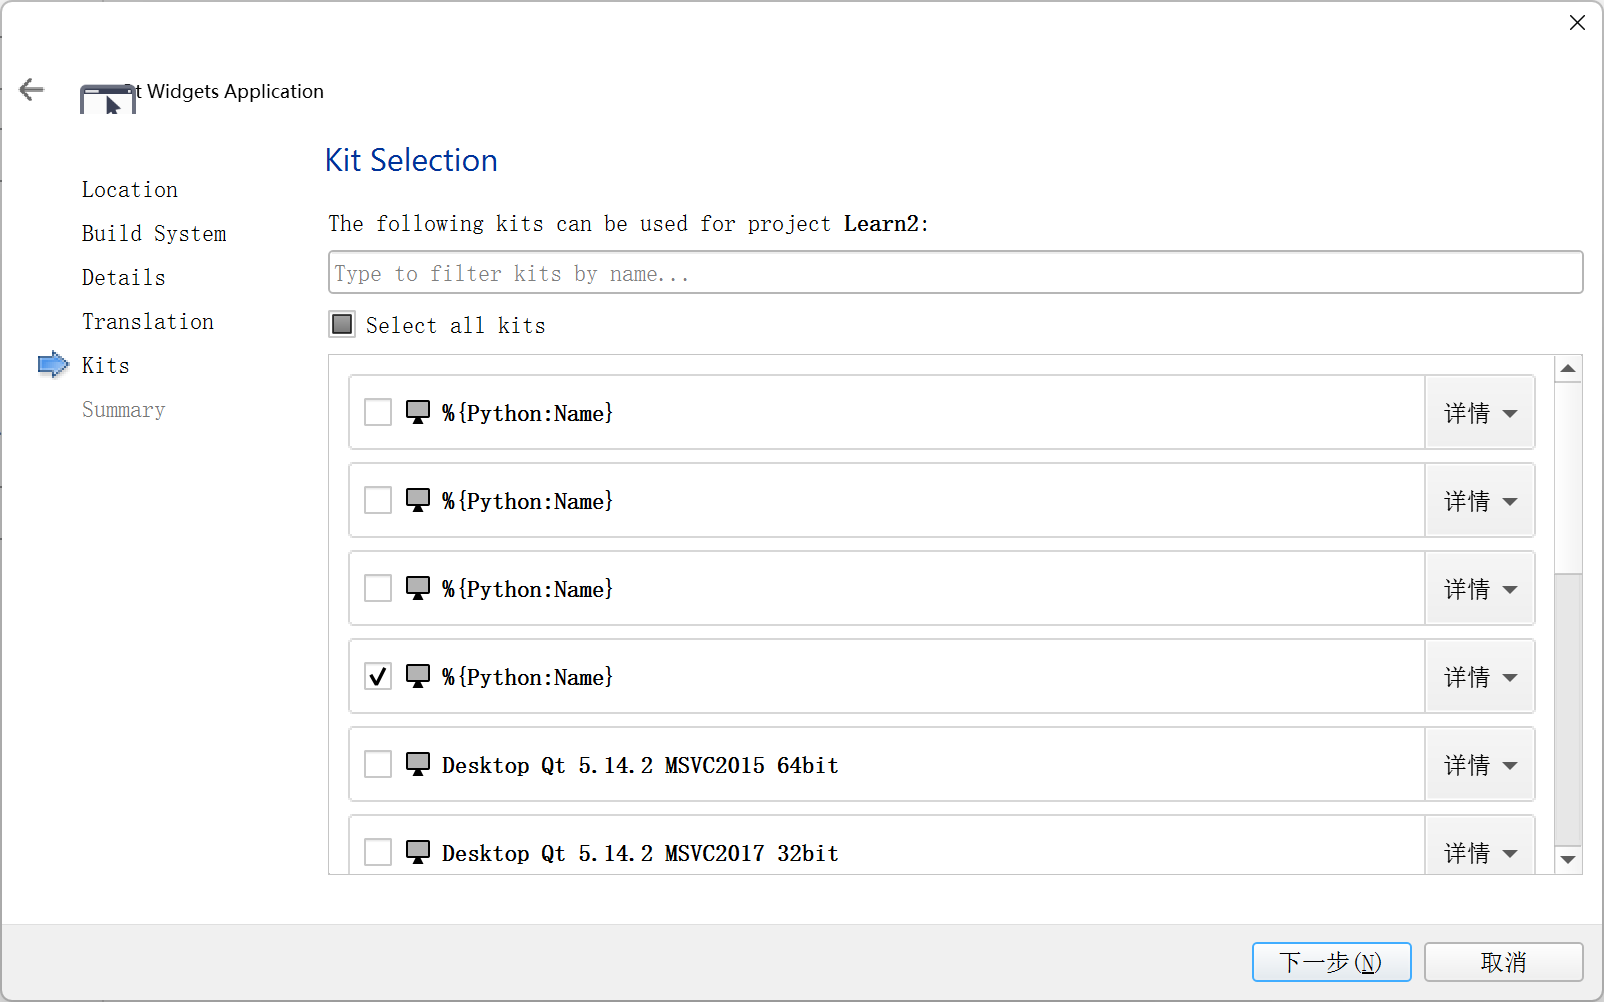 t Widgets Application
Kit Selection
Location
Build System
Details
Translation
Kits
Summary
The following kits can be used for project Learn2:
Type to filter kits by name...
Select all kits
%{Python:Name} 详情
%{Python:Name} 详情
%{Python:Name} 详情
%{Python:Name} 详情
Desktop Qt 5.14.2 MSVC2015 64bit 详情
Desktop Qt 5.14.2 MSVC2017 32bit 详情
下一步(N) 取消